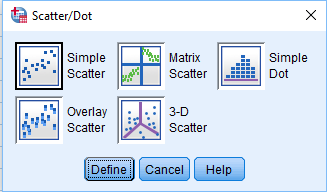 Scatter/Dot
Simple
Scatter
Matrix
Scatter
Simple
Dot
Overlay
Scatter
3-D
Scatter
Define
Cancel
Help